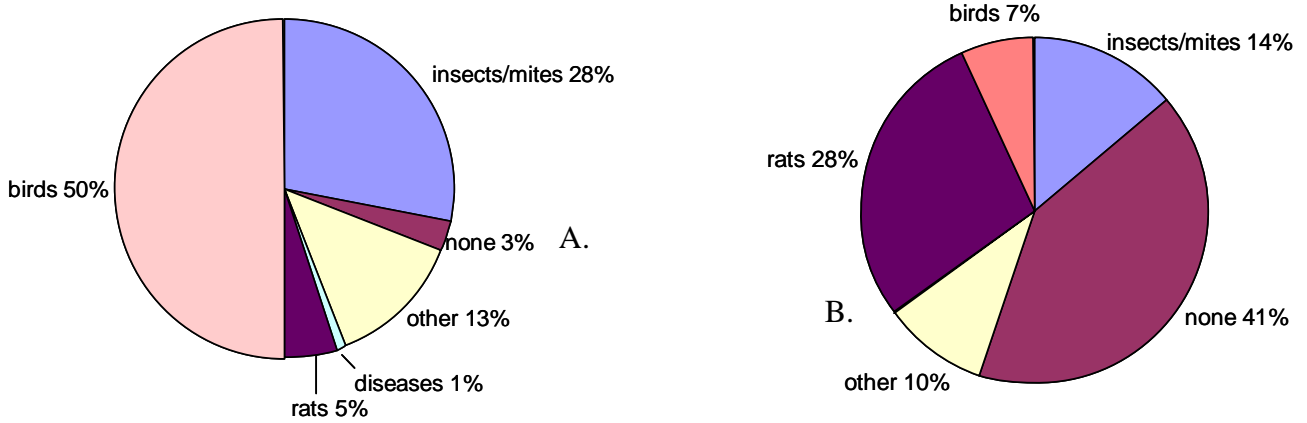 insects/mites 28%
birds 50%
none 3%
A.
other 13%
diseases 1%
rats 5%
birds 7%
insects/mites 14%
rats 28%
B.
none 41%
other 10%